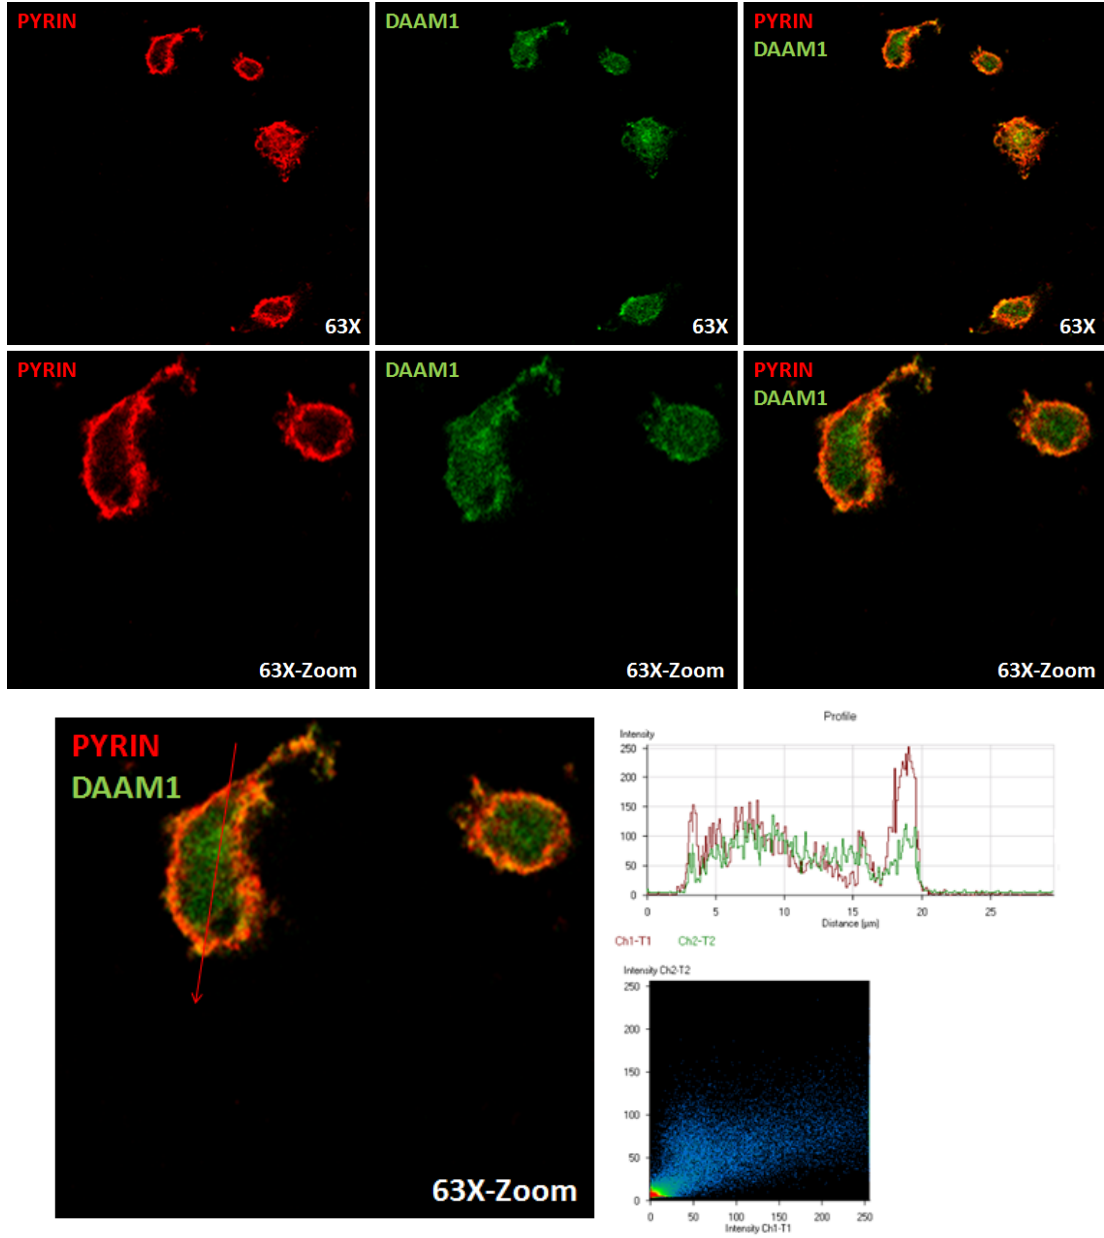 PYRIN
DAAM1
PYRIN
DAAM1
63X
63X
63X
PYRIN
DAAM1
PYRIN
DAAM1
63X-Zoom
63X-Zoom
63X-Zoom
PYRIN
DAAM1
63X-Zoom
Profile
Intensity
250
200
150
100
50
0
0
5
10
15
20
25
Distance (µm)
Ch1-T1
Ch2-T2
Intensity Ch2-T2
250
200
150
100
50
0
0
50
100
150
200
250
Intensity Ch1-T1